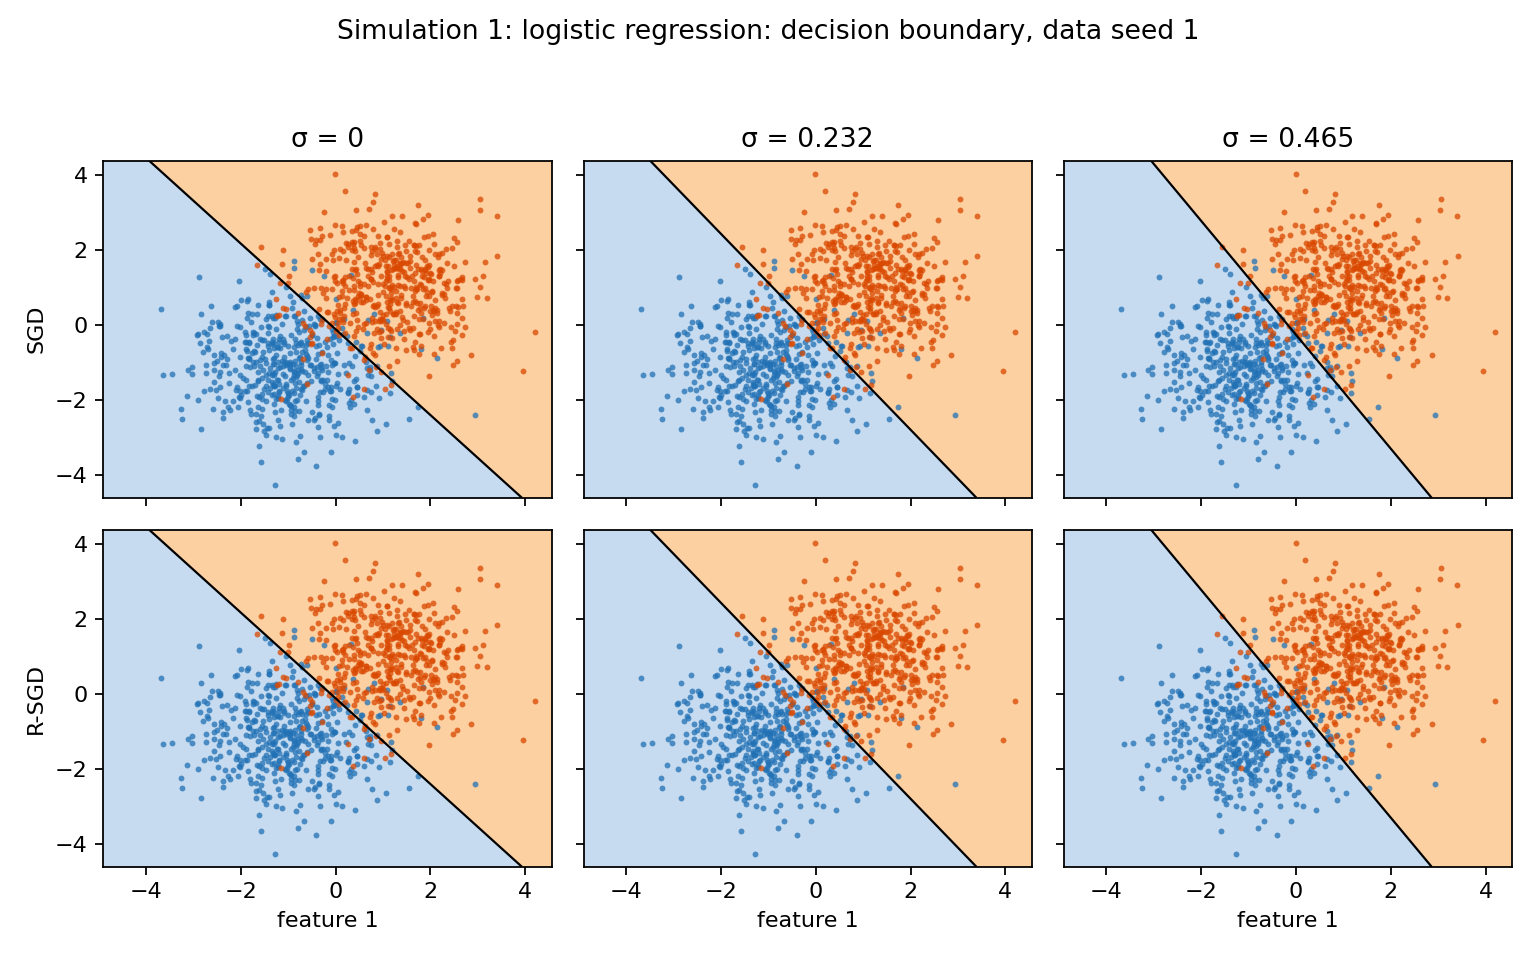 Simulation 1: logistic regression: decision boundary, data seed 1
σ = 0
σ = 0.232
σ = 0.465
SGD
4
2
0
−2
−4
R-SGD
4
2
0
−2
−4
−4 −2 0 2 4
−4 −2 0 2 4
−4 −2 0 2 4
feature 1
feature 1
feature 1